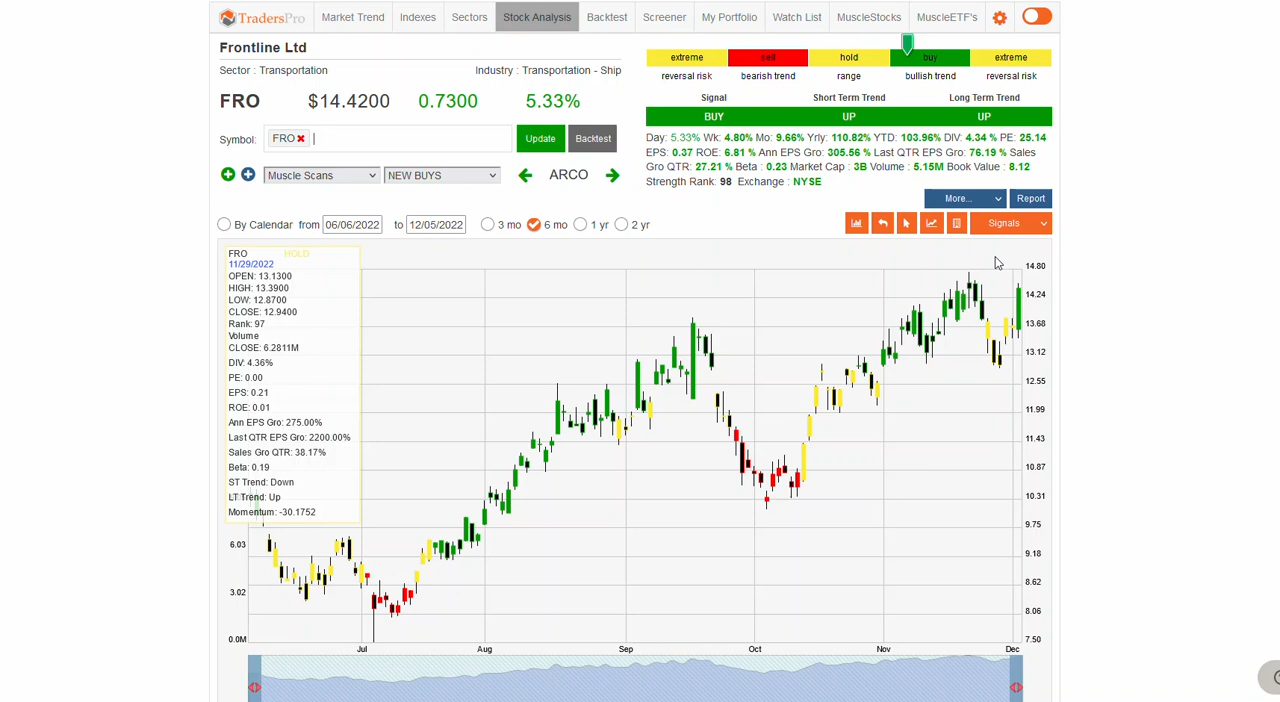 TradersPro Market Trend Indexes Sectors Stock Analysis Backtest Screener My Portfolio Watch List MuscleStocks MuscleETF's
Frontline Ltd
Sector : Transportation Industry : Transportation - Ship
FRO $14.4200 0.7300 5.33%
Symbol: FRO Update Backtest
Muscle Stocks NEW BUYS ARCO
extreme sell hold buy extreme
reversal risk bearish trend range bullish trend reversal risk
Signal Short Term Trend Long Term Trend
BUY UP UP
Day: 5.33% Wk: 4.80% Mo: 9.66% Yrly: 110.82% YTD: 103.96% DIV: 4.34 % PE: 25.14
EPS: 0.37 ROE: 6.81 % Ann EPS Gro: 305.56 % Last QTR EPS Gro: 76.19 % Sales
Gro QTR: 27.21 % Beta : 0.23 Market Cap : 3B Volume : 5.15M Book Value : 8.12
Strength Rank: 98 Exchange : NYSE
More... Report
By Calendar from 06/06/2022 to 12/05/2022 3 mo 6 mo 1 yr 2 yr Signals
FRO HOLD
11/29/2022
OPEN: 13.1300
HIGH: 13.3900
LOW: 12.8700
CLOSE: 12.9400
Rank: 97
Volume
CLOSE: 6.2811M
DIV: 4.36%
PE: 0.00
EPS: 0.21
ROE: 0.01
Ann EPS Gro: 275.00%
Last QTR EPS Gro: 2200.00%
Sales Gro QTR: 38.17%
Beta: 0.19
ST Trend: Down
LT Trend: Up
Momentum: -30.1752
6.03
3.02
0.0M
14.80
14.24
13.68
13.12
12.55
11.99
11.43
10.87
10.31
9.75
9.18
8.62
8.06
7.50
Jul Aug Sep Oct Nov Dec